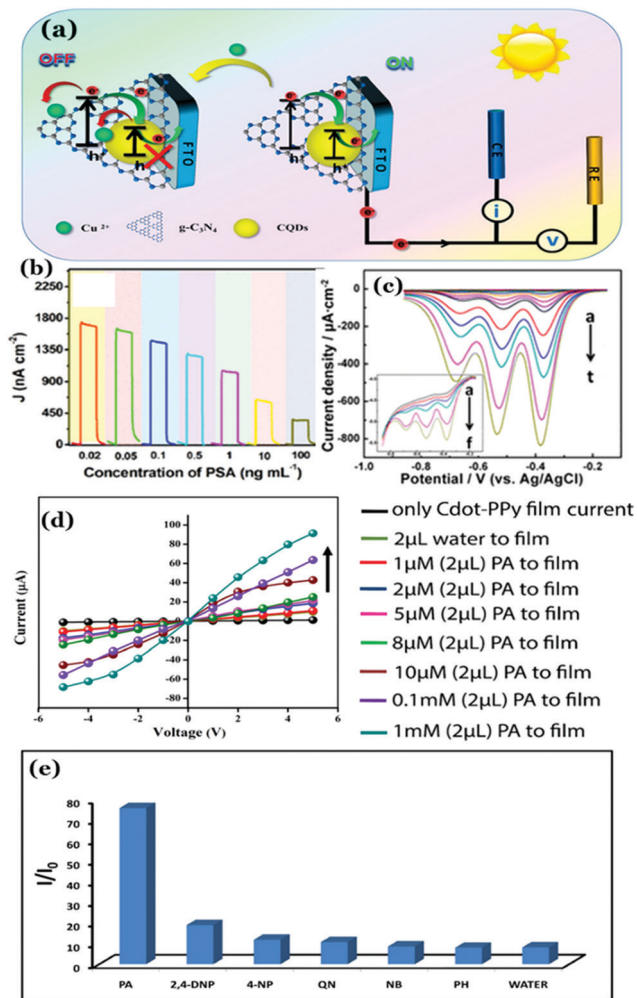 (a)
OFF
ON
e⁻
e⁻
e⁻
e⁻
e⁻
e⁻
h⁺
h⁺
h⁺
h⁺
FTO
FTO
CE
RE
i
V
e⁻
e⁻
Cu²⁺
g-C₃N₄
CQDs
(b)
J (nA cm⁻²)
2250
1800
1350
900
450
0
0.02 0.05 0.1 0.5 1 10 100
Concentration of PSA (ng mL⁻¹)
(c)
Current density / μA·cm⁻²
0
-200
-400
-600
-800
a
t
a
f
-0.9 -0.6 -0.4 -0.2
Potential / V (vs. Ag/AgCl)
(d)
Current (μA)
100
80
60
40
20
0
-20
-40
-60
-80
-6 -4 -2 0 2 4 6
Voltage (V)
only Cdot-PPy film current
2μL water to film
1μM (2μL) PA to film
2μM (2μL) PA to film
5μM (2μL) PA to film
8μM (2μL) PA to film
10μM (2μL) PA to film
0.1mM (2μL) PA to film
1mM (2μL) PA to film
(e)
I/I₀
80
70
60
50
40
30
20
10
0
PA 2,4-DNP 4-NP QN NB PH WATER